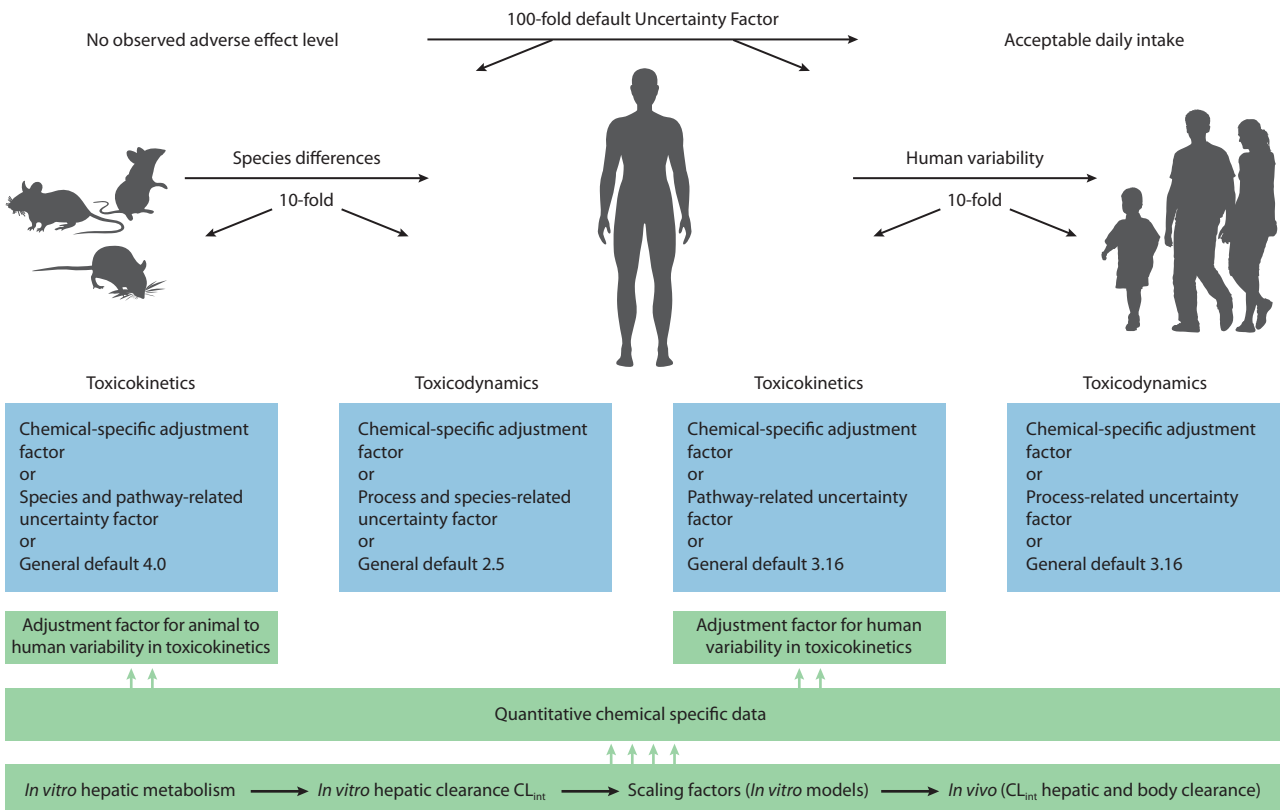 100-fold default Uncertainty Factor
No observed adverse effect level
Acceptable daily intake
Species differences
10-fold
Human variability
10-fold
Toxicokinetics
Chemical-specific adjustment
factor
or
Species and pathway-related
uncertainty factor
or
General default 4.0
Toxicodynamics
Chemical-specific adjustment
factor
or
Process and species-related
uncertainty factor
or
General default 2.5
Toxicokinetics
Chemical-specific adjustment
factor
or
Pathway-related uncertainty
factor
or
General default 3.16
Toxicodynamics
Chemical-specific adjustment
factor
or
Process-related uncertainty
factor
or
General default 3.16
Adjustment factor for animal to
human variability in toxicokinetics
Adjustment factor for human
variability in toxicokinetics
Quantitative chemical specific data
In vitro hepatic metabolism
In vitro hepatic clearance CLint
Scaling factors (In vitro models)
In vivo (CLint hepatic and body clearance)